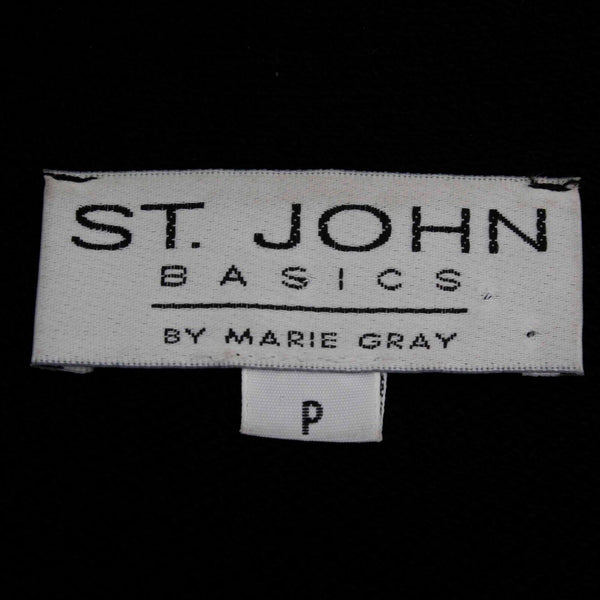 ST. JOHN
BASICS
BY MARIE GRAY
P